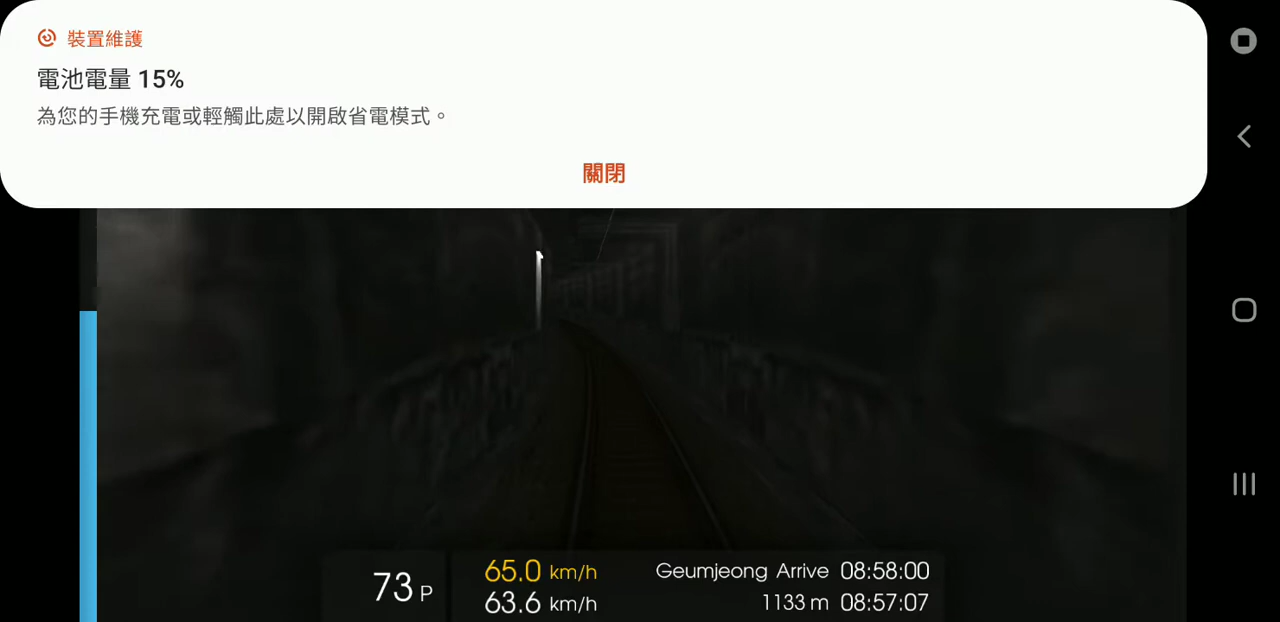 裝置維護
電池電量 15%
為您的手機充電或輕觸此處以開啟省電模式。
關閉
73 P
65.0 km/h
63.6 km/h
Geumjeong Arrive 08:58:00
1133 m 08:57:07